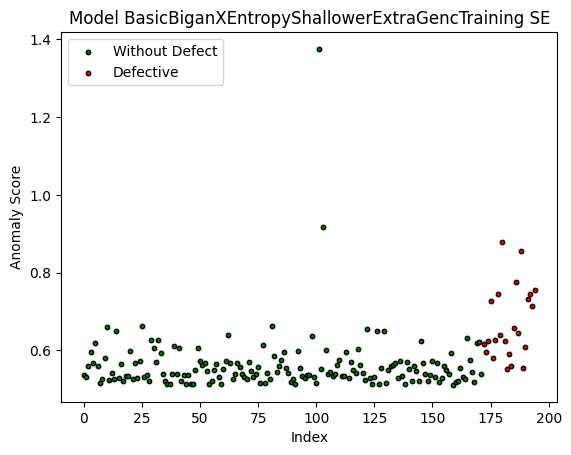 Model BasicBiganXEntropyShallowerExtraGencTraining SE
Without Defect
Defective
Anomaly Score
1.4
1.2
1.0
0.8
0.6
0 25 50 75 100 125 150 175 200
Index